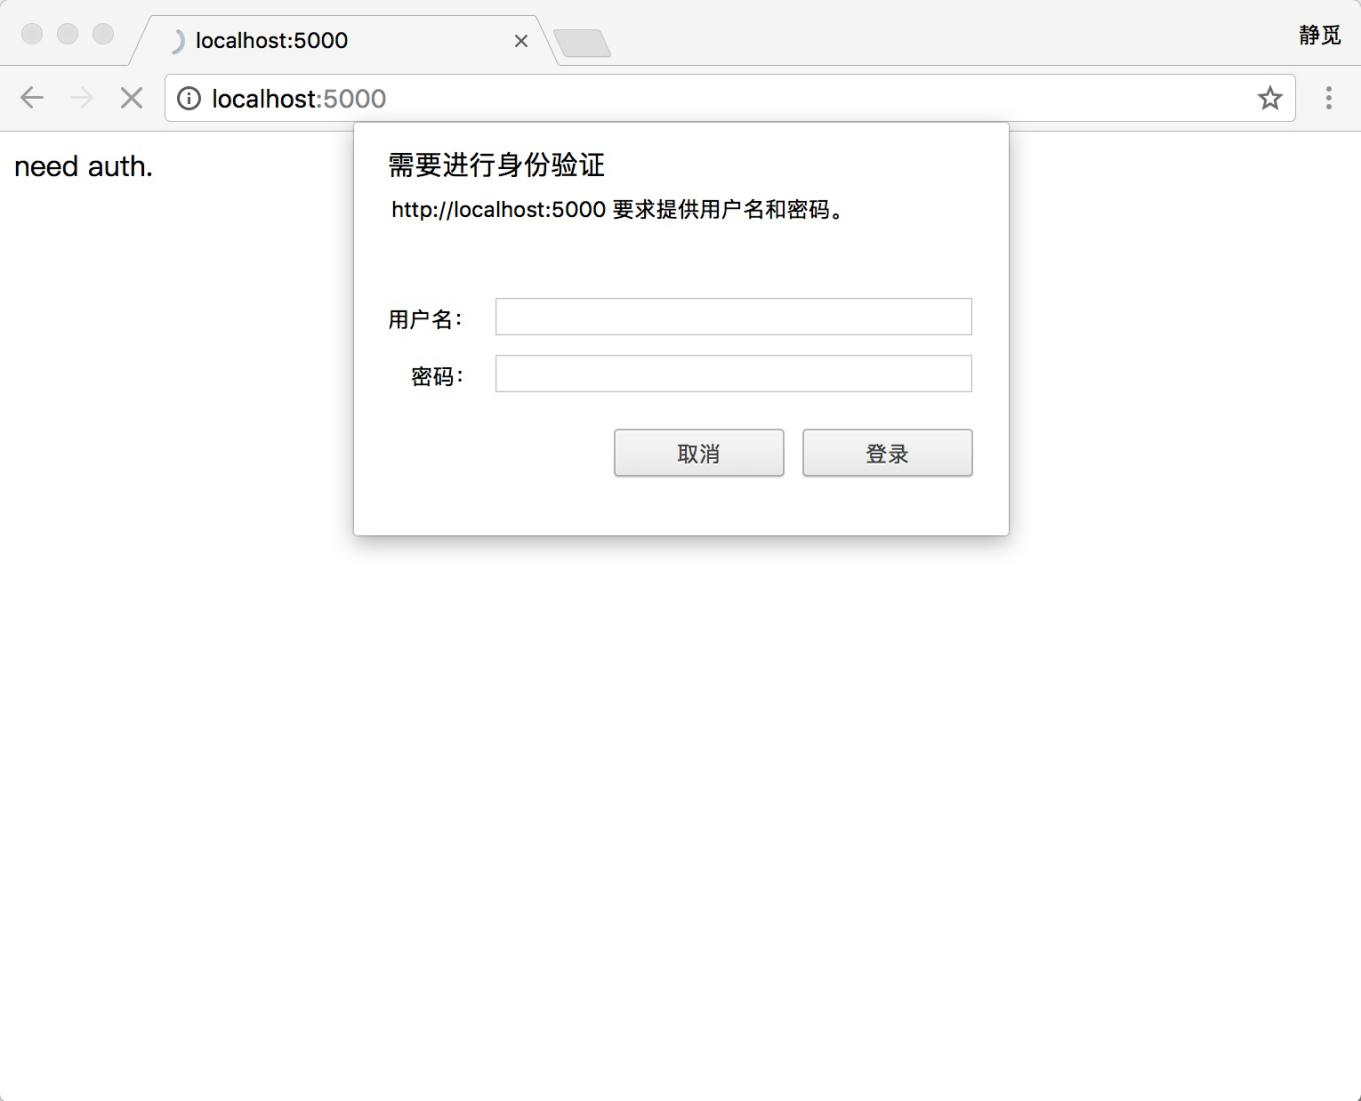 localhost:5000
静觅
localhost:5000
need auth.
需要进行身份验证
http://localhost:5000 要求提供用户名和密码。
用户名：
密码：
取消
登录